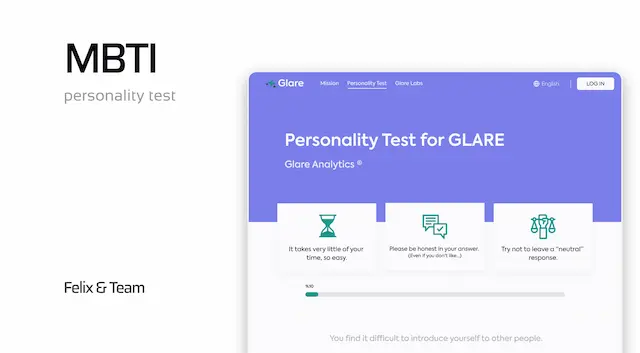 MBTI
personality test
Felix & Team
Glare
Mission
Personality Test
Glare Labs
English
LOG IN
Personality Test for GLARE
Glare Analytics ®
It takes very little of your
time, so easy.
Please be honest in your answer.
(Even if you don't like...)
Try not to leave a "neutral"
response.
You find it difficult to introduce yourself to other people.